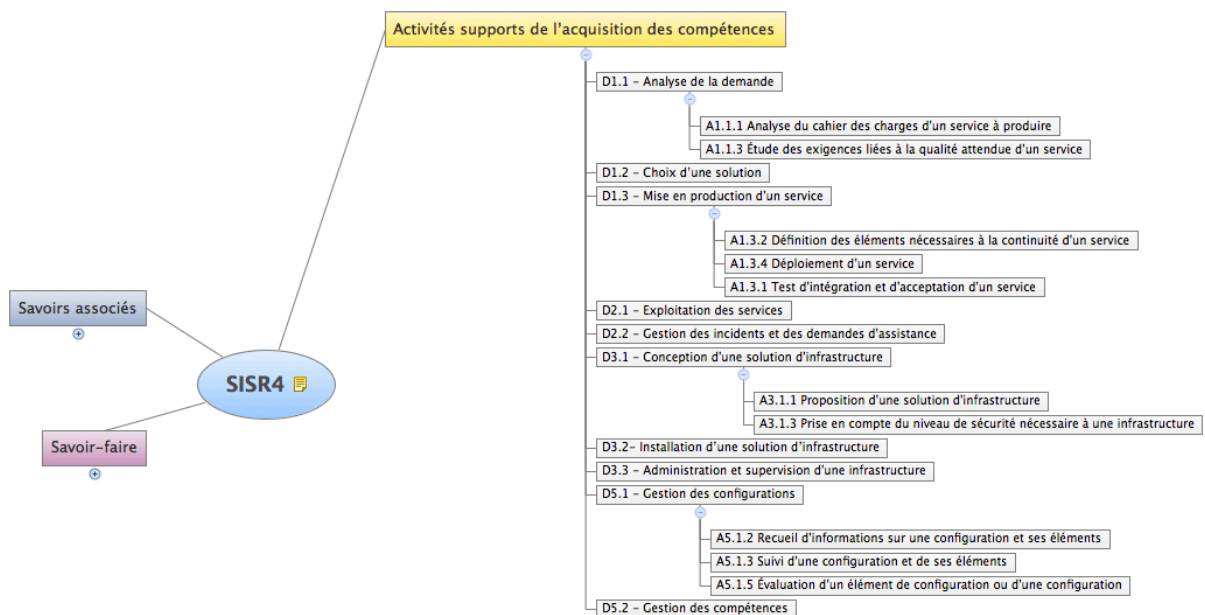 Activités supports de l'acquisition des compétences
D1.1 - Analyse de la demande
A1.1.1 Analyse du cahier des charges d'un service à produire
A1.1.3 Étude des exigences liées à la qualité attendue d'un service
D1.2 - Choix d'une solution
D1.3 - Mise en production d'un service
A1.3.2 Définition des éléments nécessaires à la continuité d'un service
A1.3.4 Déploiement d'un service
A1.3.1 Test d'intégration et d'acceptation d'un service
D2.1 - Exploitation des services
D2.2 - Gestion des incidents et des demandes d'assistance
D3.1 - Conception d'une solution d'infrastructure
A3.1.1 Proposition d'une solution d'infrastructure
A3.1.3 Prise en compte du niveau de sécurité nécessaire à une infrastructure
D3.2- Installation d'une solution d'infrastructure
D3.3 - Administration et supervision d'une infrastructure
D5.1 - Gestion des configurations
A5.1.2 Recueil d'informations sur une configuration et ses éléments
A5.1.3 Suivi d'une configuration et de ses éléments
A5.1.5 Évaluation d'un élément de configuration ou d'une configuration
D5.2 - Gestion des compétences
Savoirs associés
SISR4
Savoir-faire